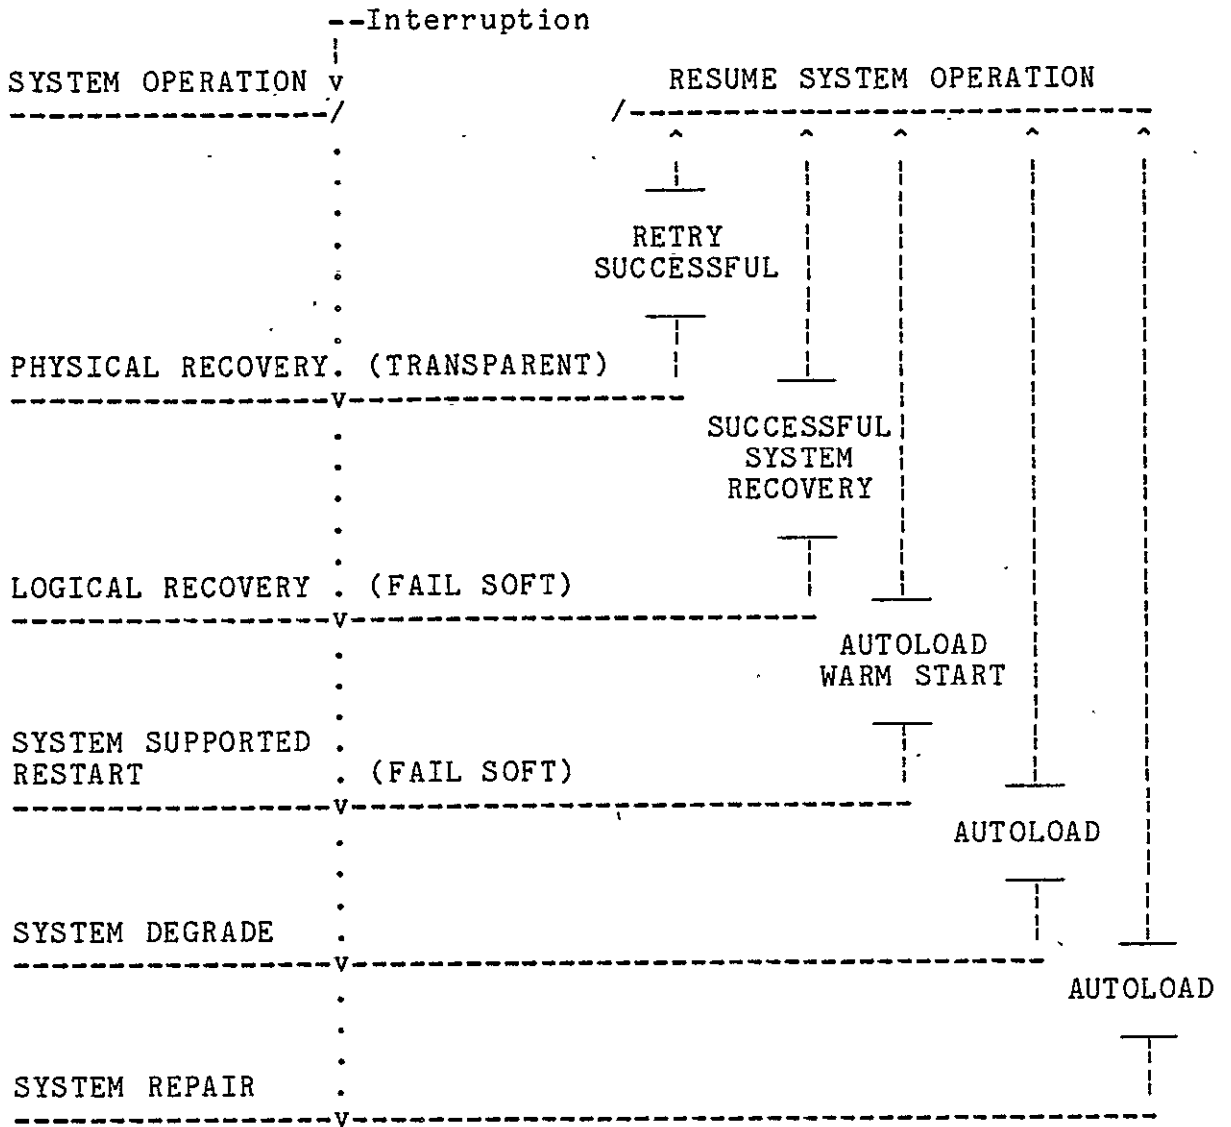 --Interruption
SYSTEM OPERATION v
RESUME SYSTEM OPERATION
RETRY
SUCCESSFUL
PHYSICAL RECOVERY. (TRANSPARENT)
SUCCESSFUL
SYSTEM
RECOVERY
LOGICAL RECOVERY . (FAIL SOFT)
AUTOLOAD
WARM START
SYSTEM SUPPORTED .
RESTART . (FAIL SOFT)
AUTOLOAD
SYSTEM DEGRADE .
AUTOLOAD
SYSTEM REPAIR .